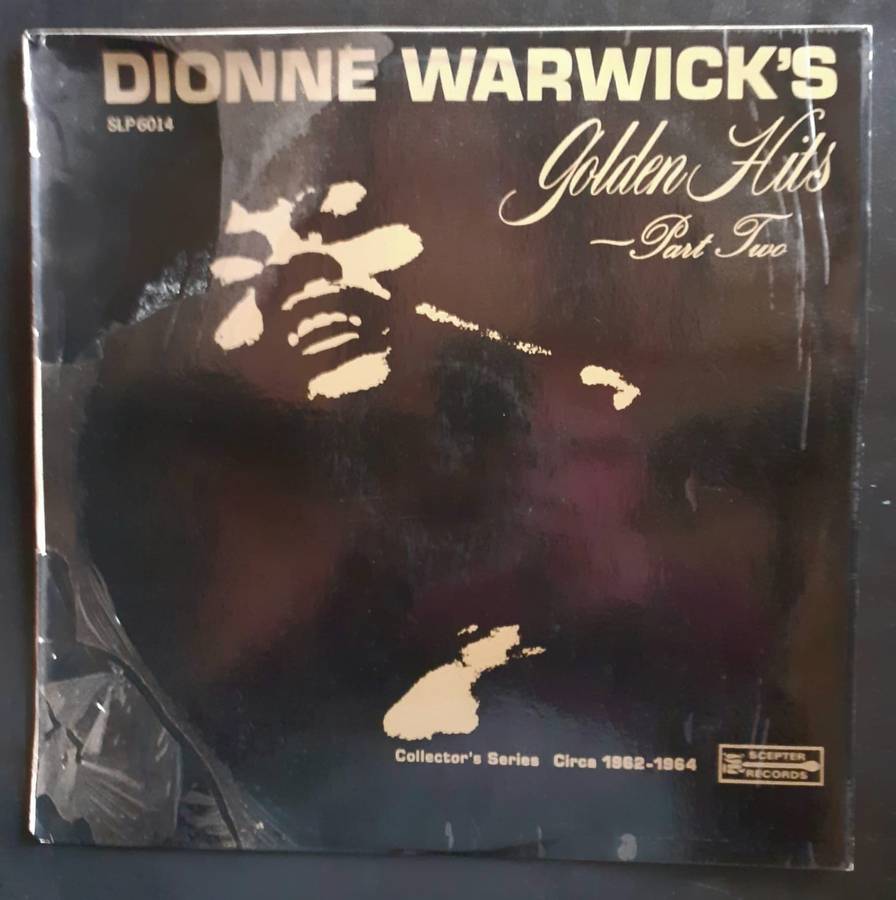 DIONNE WARWICK'S
SLP 6014
Golden Hits
~Part Two
Collector's Series Circa 1962-1964
SCEPTER
RECORDS